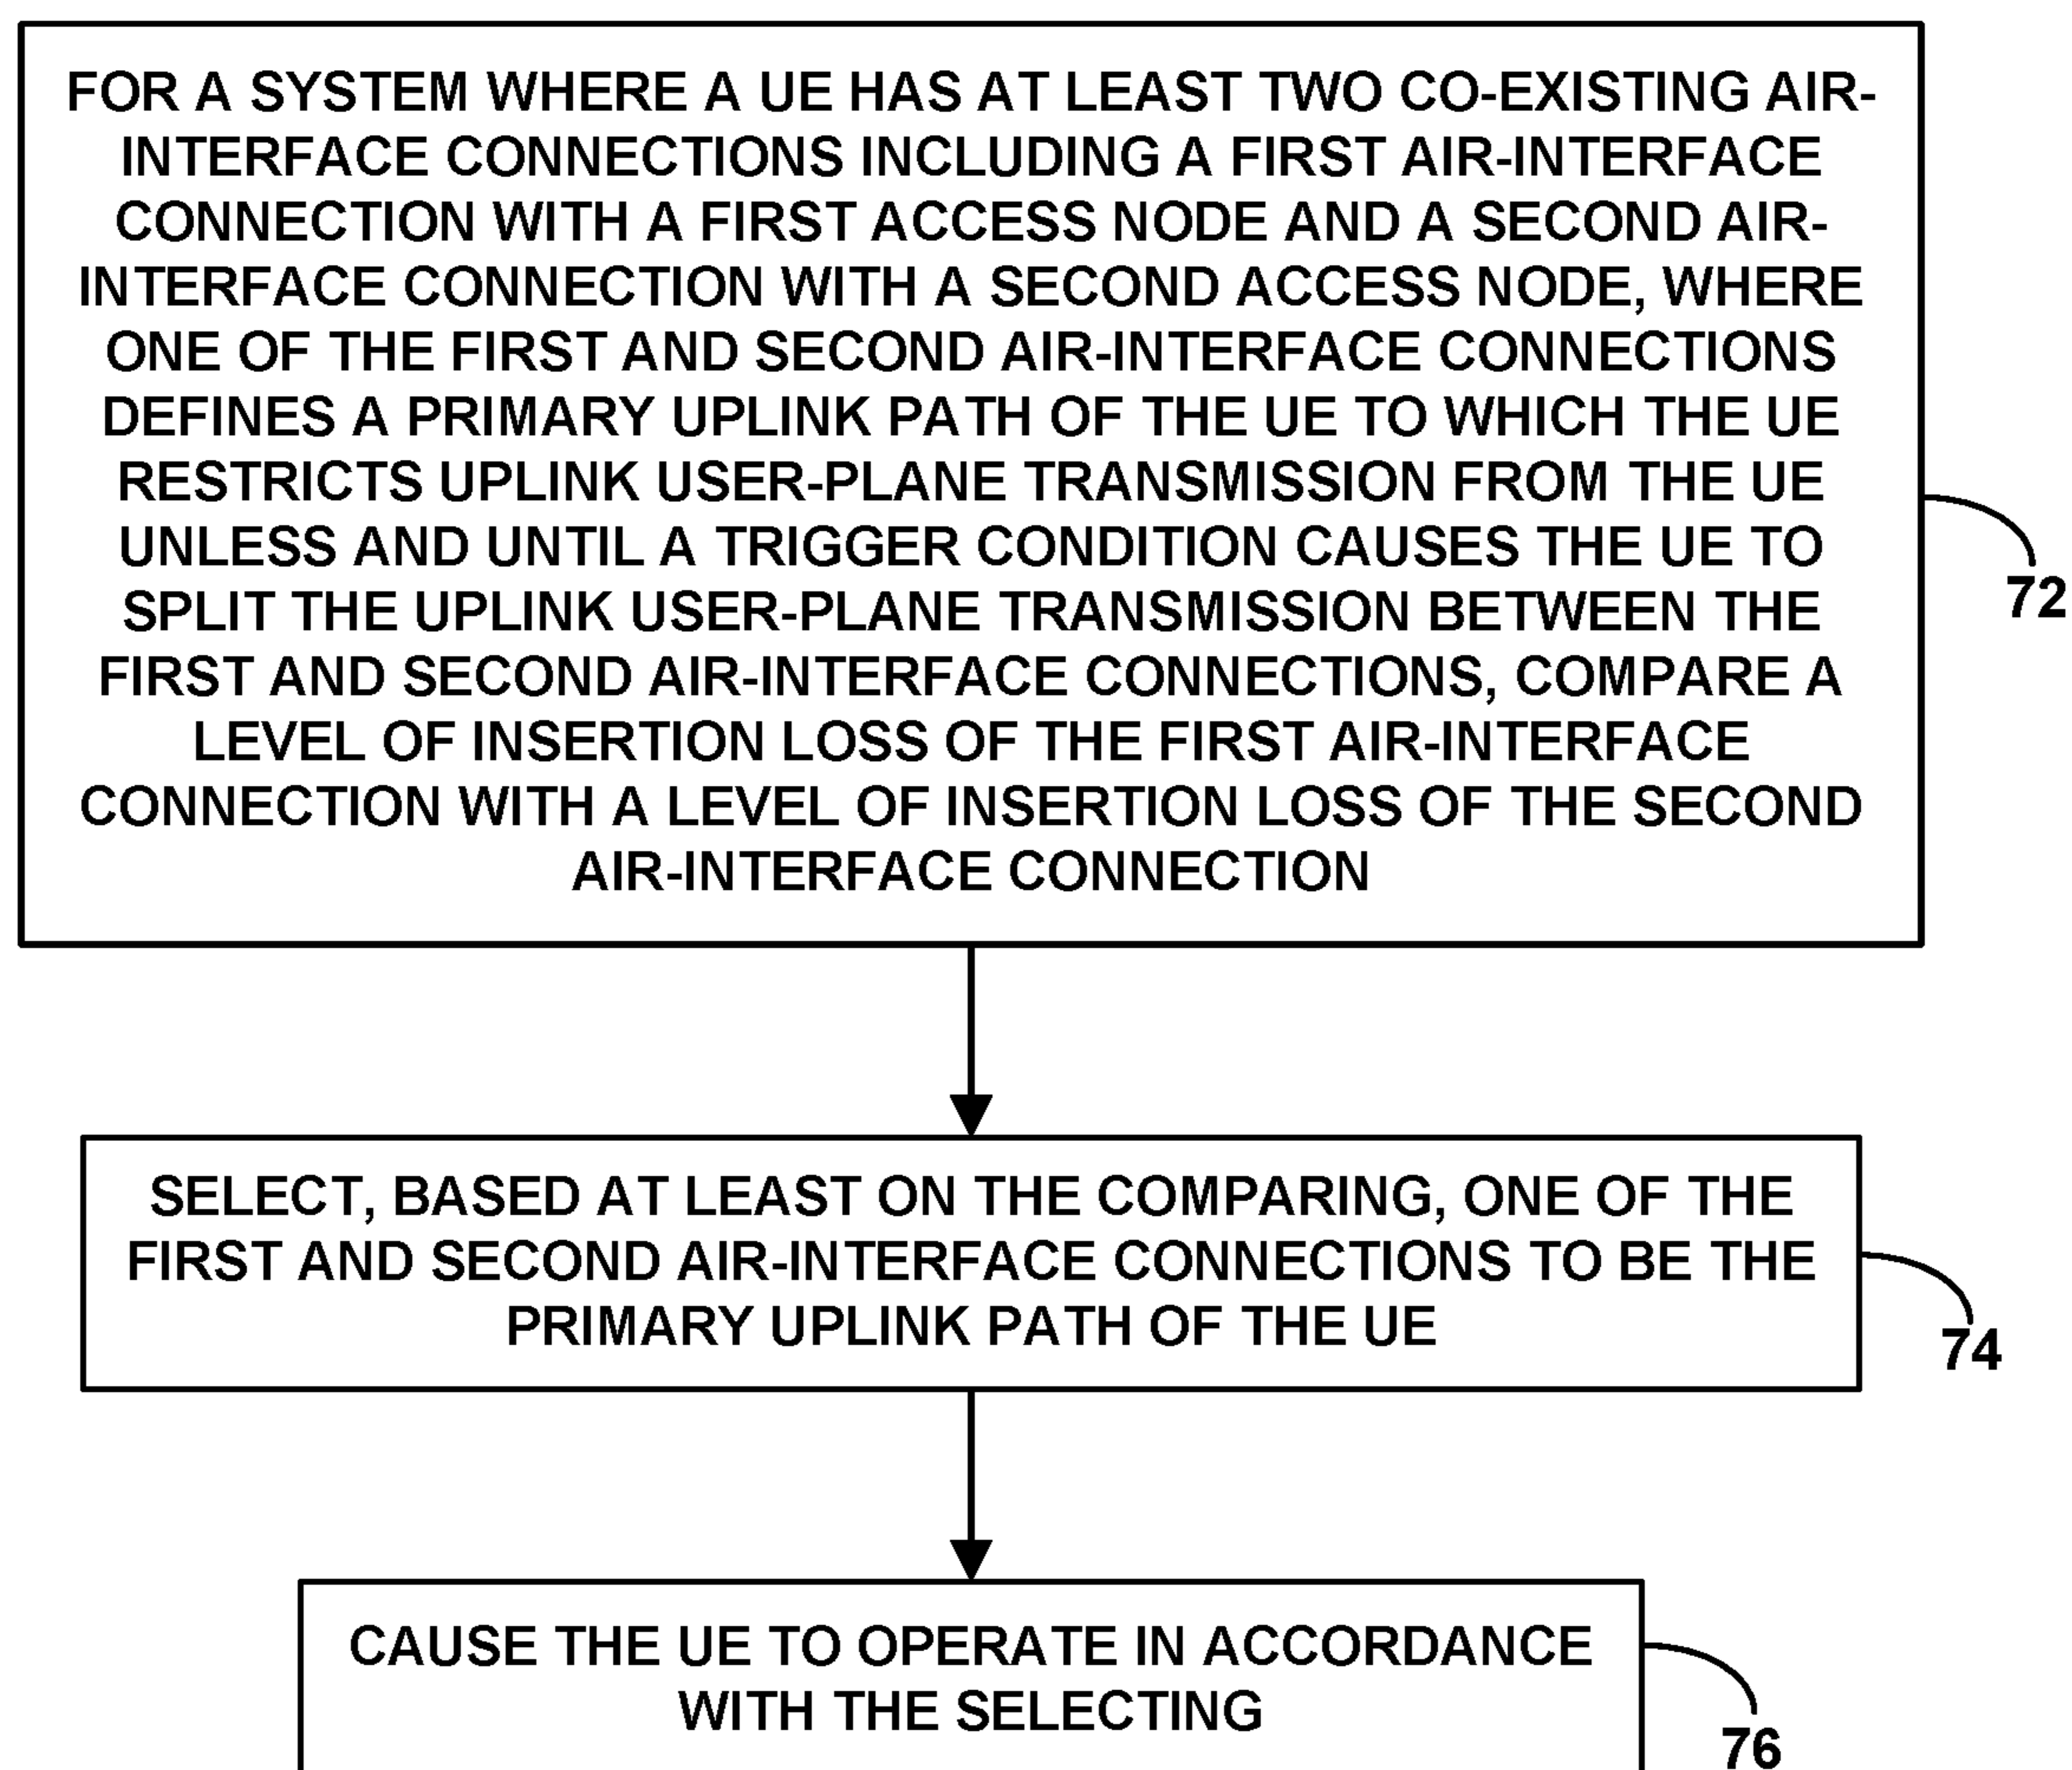 FOR A SYSTEM WHERE A UE HAS AT LEAST TWO CO-EXISTING AIR-
INTERFACE CONNECTIONS INCLUDING A FIRST AIR-INTERFACE
CONNECTION WITH A FIRST ACCESS NODE AND A SECOND AIR-
INTERFACE CONNECTION WITH A SECOND ACCESS NODE, WHERE
ONE OF THE FIRST AND SECOND AIR-INTERFACE CONNECTIONS
DEFINES A PRIMARY UPLINK PATH OF THE UE TO WHICH THE UE
RESTRICTS UPLINK USER-PLANE TRANSMISSION FROM THE UE
UNLESS AND UNTIL A TRIGGER CONDITION CAUSES THE UE TO
SPLIT THE UPLINK USER-PLANE TRANSMISSION BETWEEN THE
FIRST AND SECOND AIR-INTERFACE CONNECTIONS, COMPARE A
LEVEL OF INSERTION LOSS OF THE FIRST AIR-INTERFACE
CONNECTION WITH A LEVEL OF INSERTION LOSS OF THE SECOND
AIR-INTERFACE CONNECTION
72
SELECT, BASED AT LEAST ON THE COMPARING, ONE OF THE
FIRST AND SECOND AIR-INTERFACE CONNECTIONS TO BE THE
PRIMARY UPLINK PATH OF THE UE
74
CAUSE THE UE TO OPERATE IN ACCORDANCE
WITH THE SELECTING
76